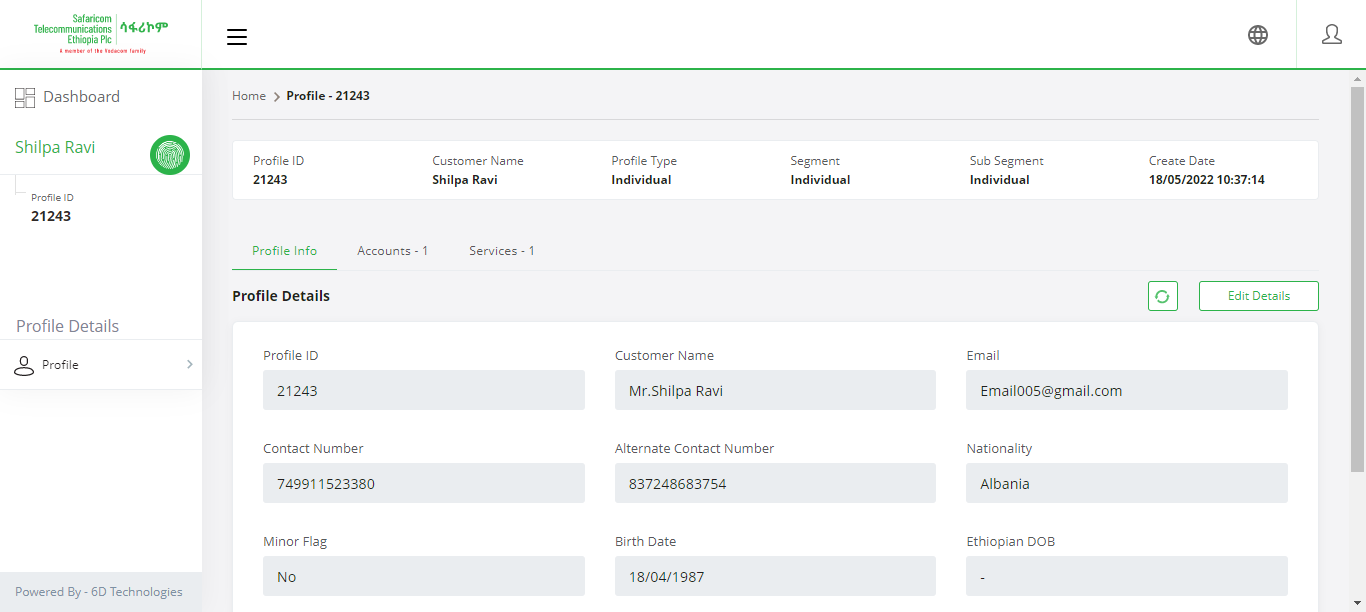 Safaricom
Telecommunications
Ethiopia Plc
ሳፋሪኮም
A member of the Vodacom family
Dashboard
Shilpa Ravi
Profile ID
21243
Profile Details
Profile
Powered By - 6D Technologies
Home > Profile - 21243
Profile ID Customer Name Profile Type Segment Sub Segment Create Date
21243 Shilpa Ravi Individual Individual Individual 18/05/2022 10:37:14
Profile Info Accounts - 1 Services - 1
Profile Details Edit Details
Profile ID Customer Name Email
21243 Mr.Shilpa Ravi Email005@gmail.com
Contact Number Alternate Contact Number Nationality
749911523380 837248683754 Albania
Minor Flag Birth Date Ethiopian DOB
No 18/04/1987 -